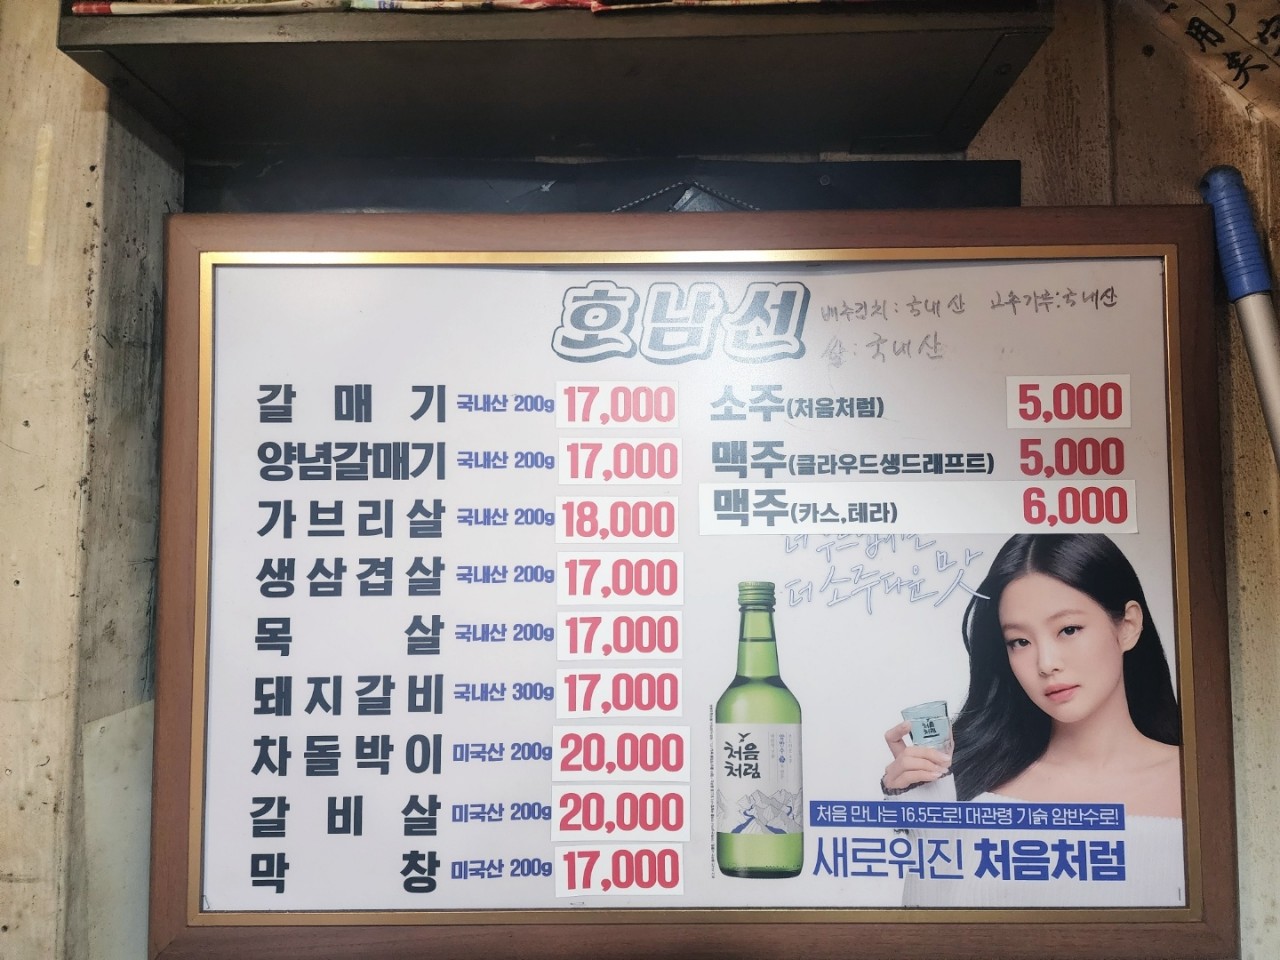 호남선
배추김치: 국내산 고추가루: 국내산
쌀: 국내산
갈매기 국내산 200g 17,000
양념갈매기 국내산 200g 17,000
가브리살 국내산 200g 18,000
생삼겹살 국내산 200g 17,000
목살 국내산 200g 17,000
돼지갈비 국내산 300g 17,000
차돌박이 미국산 200g 20,000
갈비살 미국산 200g 20,000
막창 미국산 200g 17,000
소주(처음처럼) 5,000
맥주(클라우드생드래프트) 5,000
맥주(카스,테라) 6,000
더 소주다운 맛
처음
처럼
처음 만나는 16.5도로! 대관령 기슭 암반수로!
새로워진 처음처럼